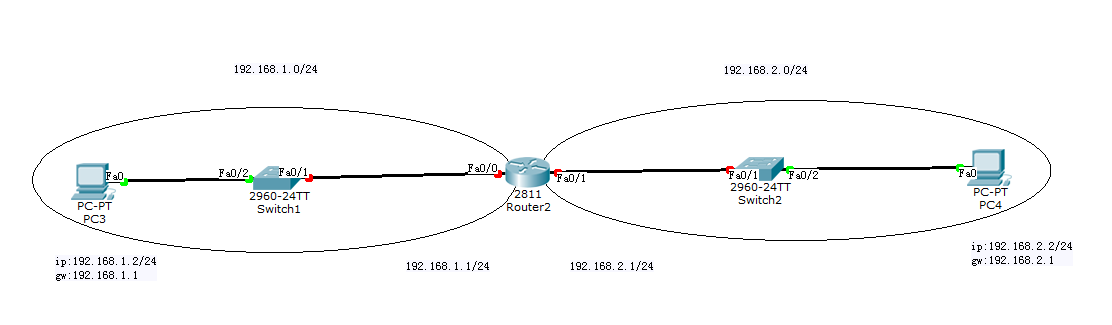 192.168.1.0/24
192.168.2.0/24
Fa0
Fa0/2
Fa0/1
Fa0/0
Fa0/1
Fa0/1
Fa0/2
Fa0
PC-PT
PC3
2960-24TT
Switch1
2811
Router2
2960-24TT
Switch2
PC-PT
PC4
ip:192.168.1.2/24
gw:192.168.1.1
192.168.1.1/24
192.168.2.1/24
ip:192.168.2.2/24
gw:192.168.2.1